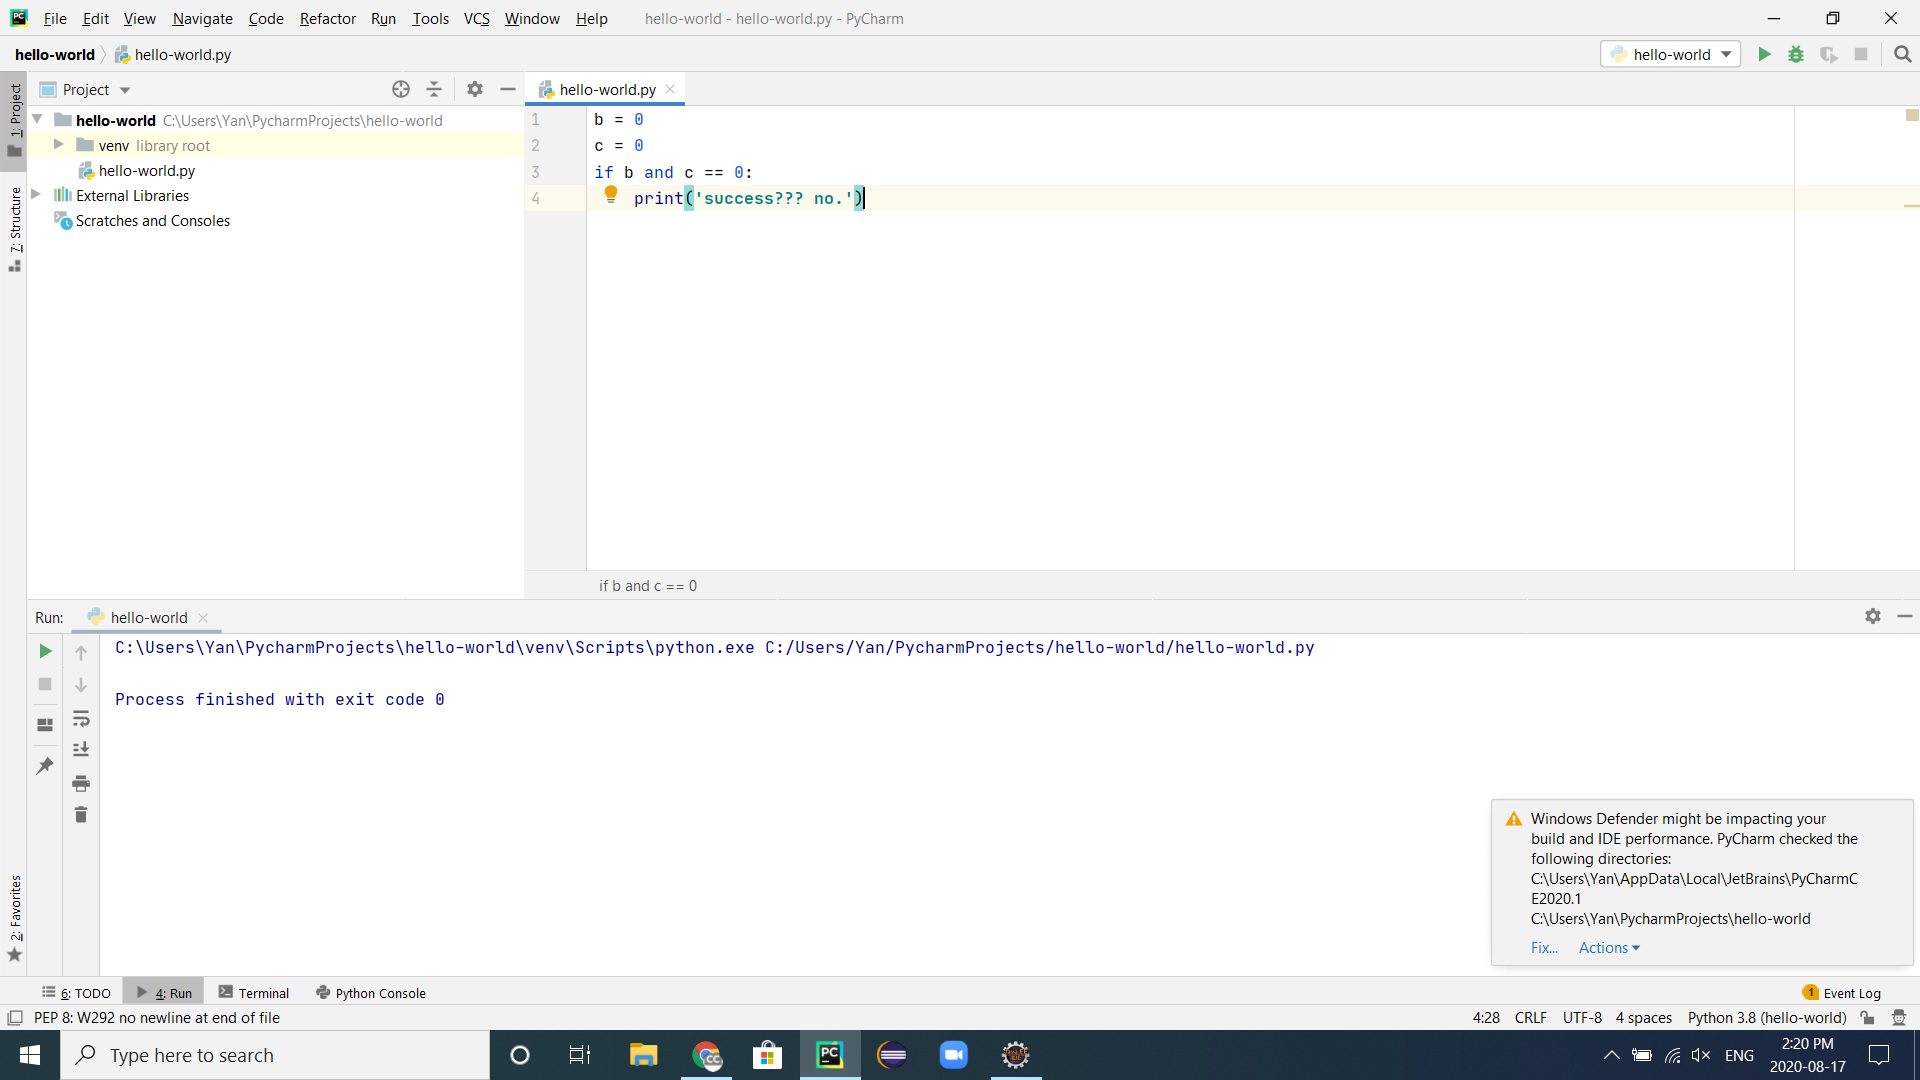 File Edit View Navigate Code Refactor Run Tools VCS Window Help hello-world - hello-world.py - PyCharm
hello-world hello-world.py hello-world
1: Project
7: Structure
2: Favorites
Project
hello-world C:\Users\Yan\PycharmProjects\hello-world
venv library root
hello-world.py
External Libraries
Scratches and Consoles
hello-world.py
1 b = 0
2 c = 0
3 if b and c == 0:
4 print('success??? no.')
if b and c == 0
Run: hello-world
C:\Users\Yan\PycharmProjects\hello-world\venv\Scripts\python.exe C:/Users/Yan/PycharmProjects/hello-world/hello-world.py
Process finished with exit code 0
Windows Defender might be impacting your
build and IDE performance. PyCharm checked the
following directories:
C:\Users\Yan\AppData\Local\JetBrains\PyCharmC
E2020.1
C:\Users\Yan\PycharmProjects\hello-world
Fix... Actions
6: TODO 4: Run Terminal Python Console 1 Event Log
PEP 8: W292 no newline at end of file 4:28 CRLF UTF-8 4 spaces Python 3.8 (hello-world)
Type here to search
PC
CC
ENG
2:20 PM
2020-08-17